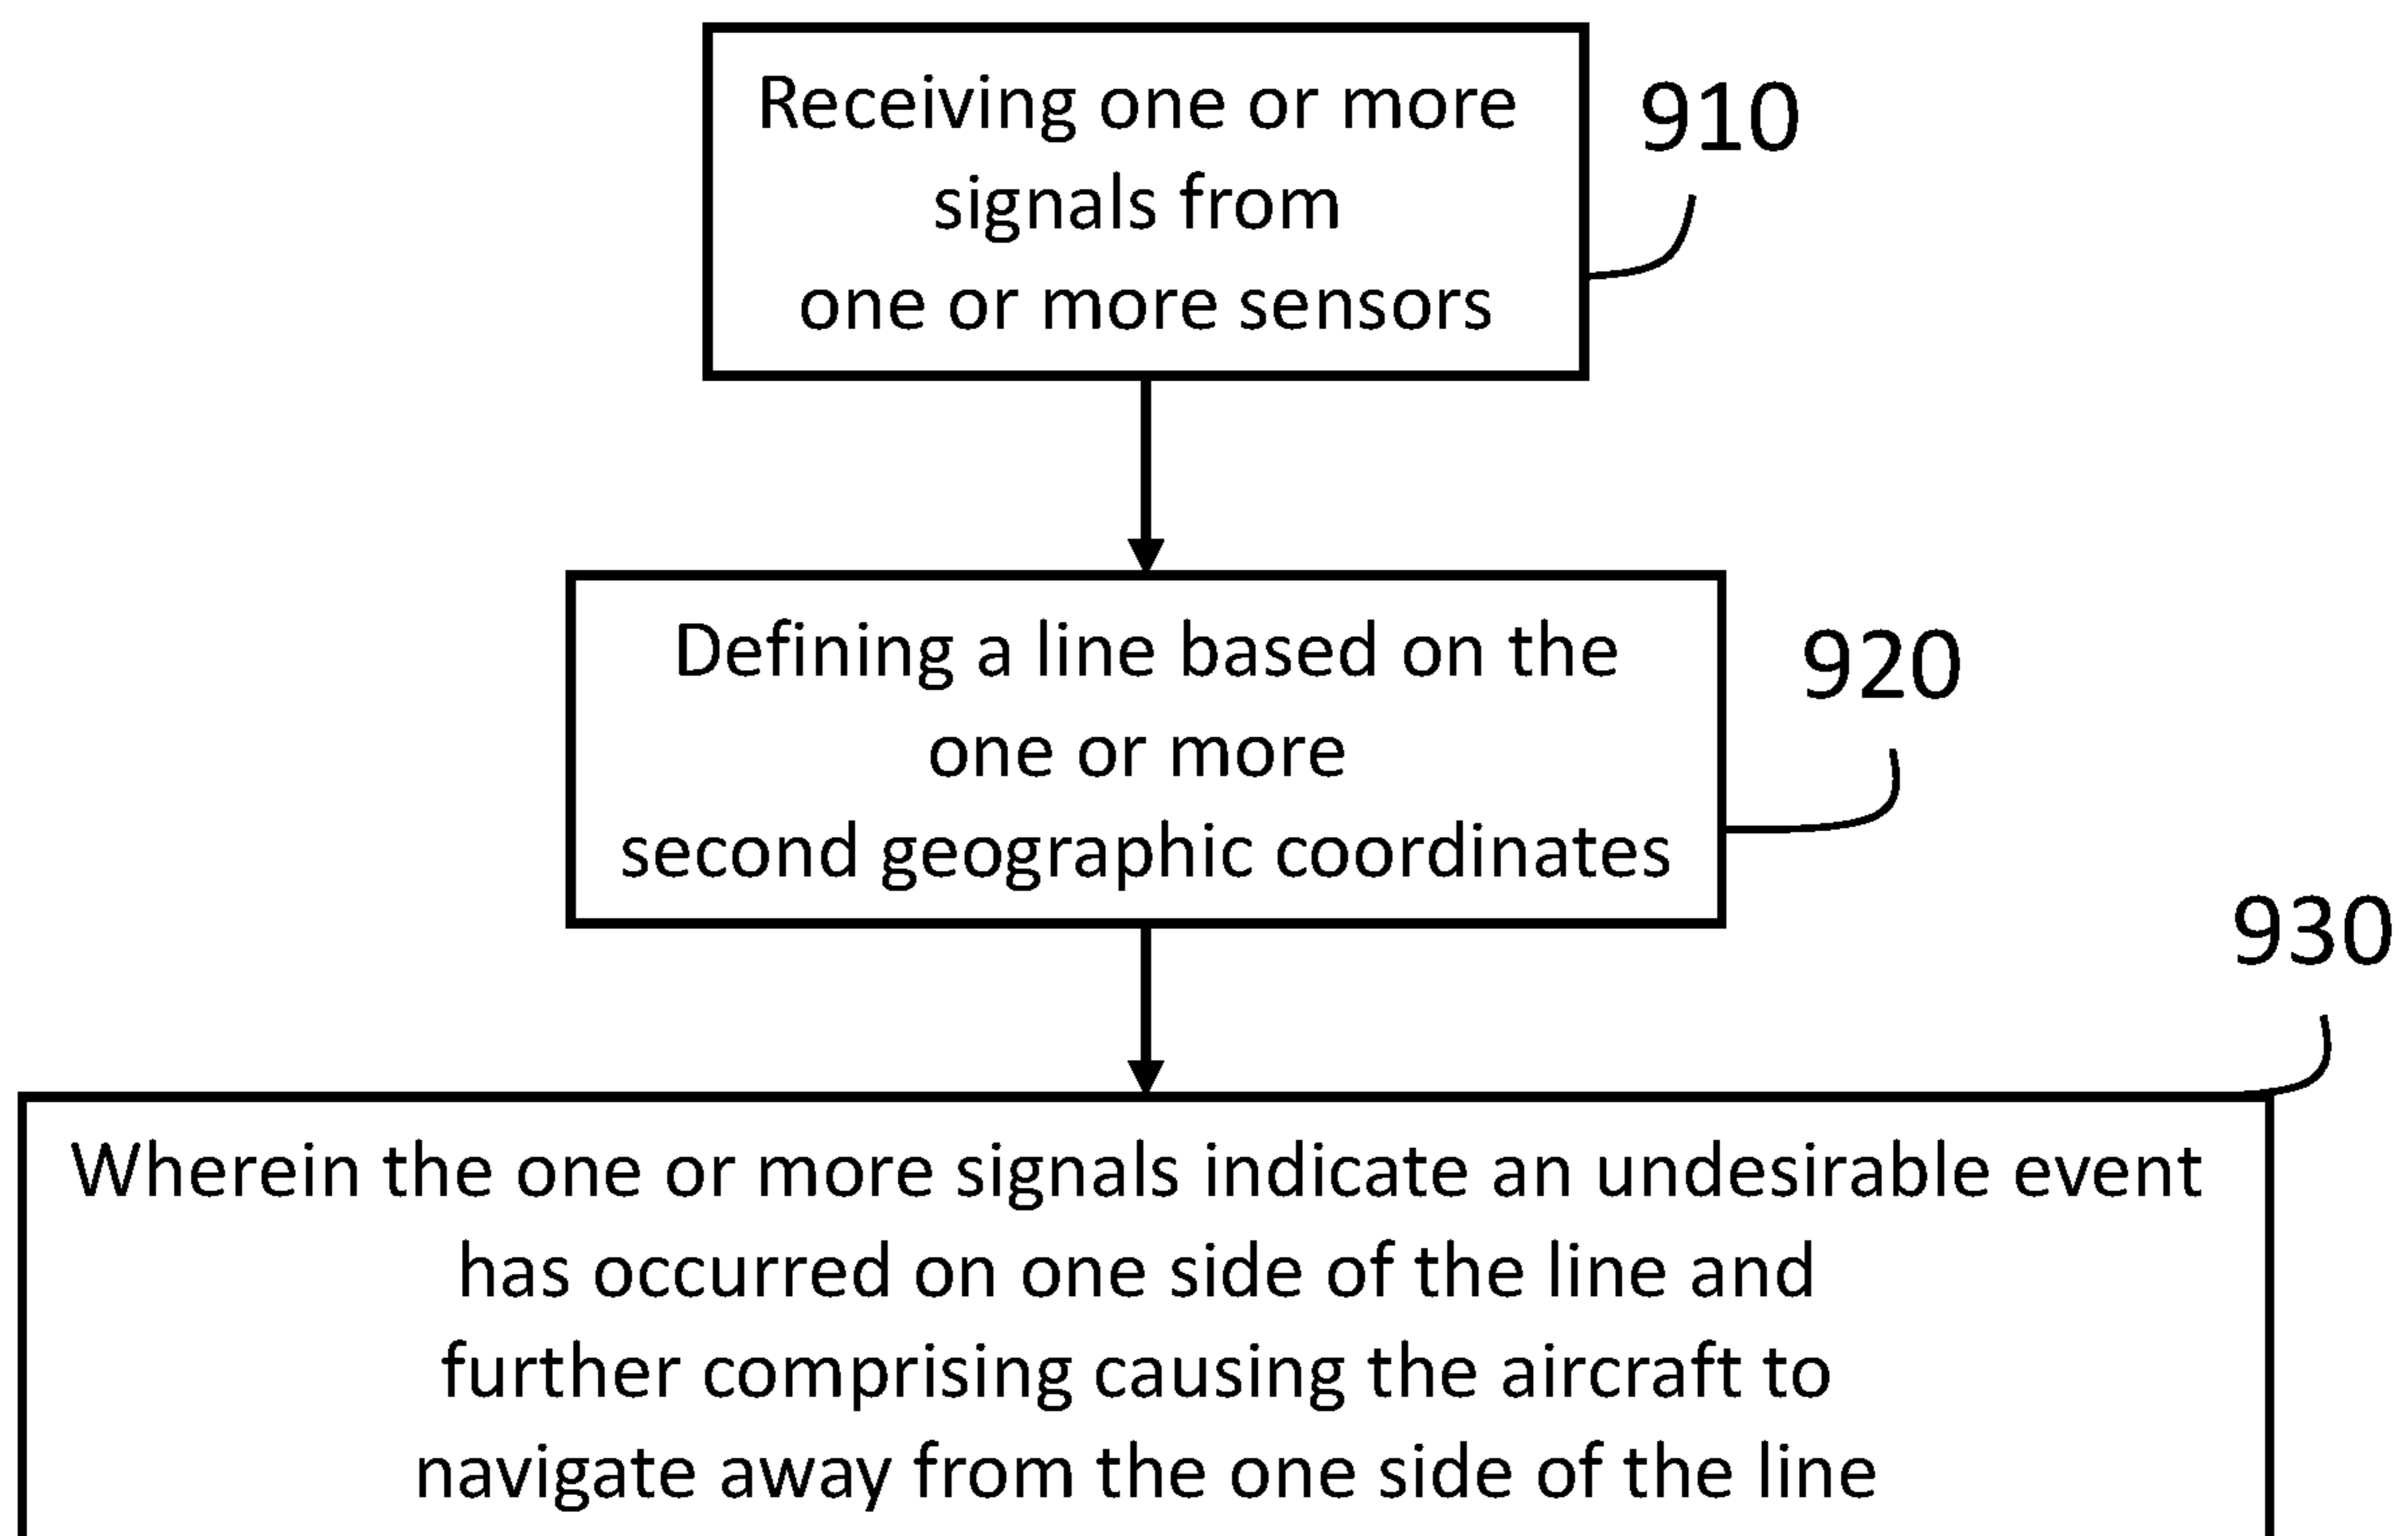 Receiving one or more
signals from
one or more sensors
910
Defining a line based on the
one or more
second geographic coordinates
920
930
Wherein the one or more signals indicate an undesirable event
has occurred on one side of the line and
further comprising causing the aircraft to
navigate away from the one side of the line